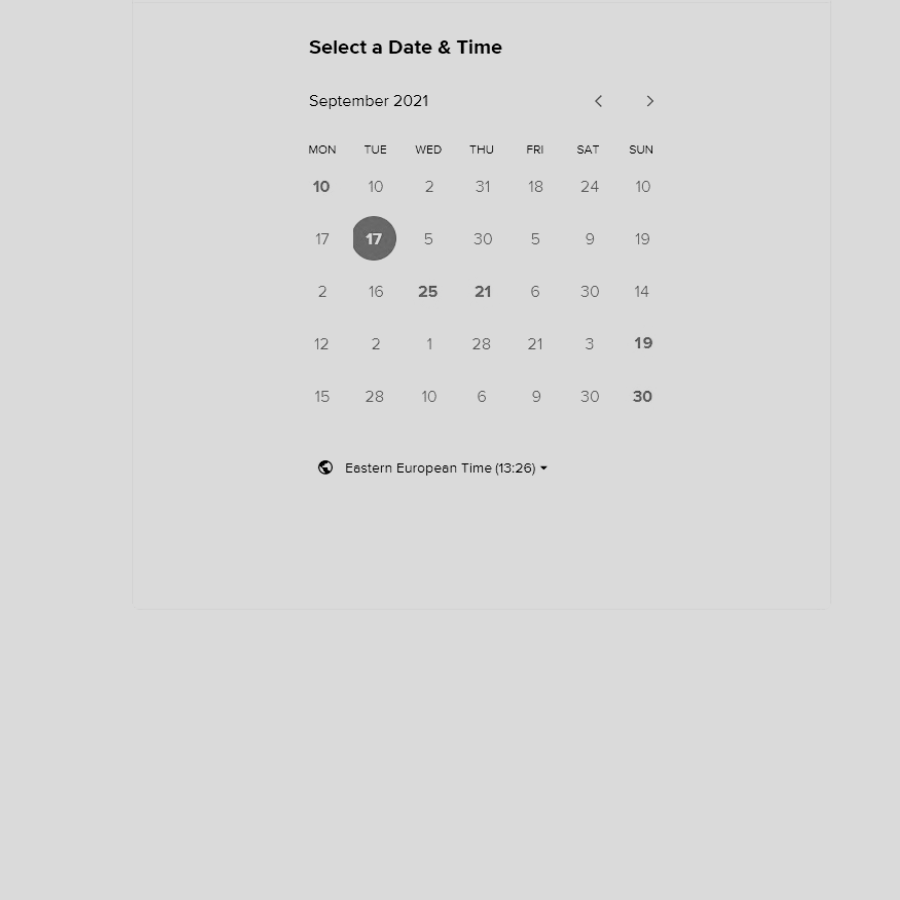 Select a Date & Time
September 2021
MON TUE WED THU FRI SAT SUN
10 10 2 31 18 24 10
17 17 5 30 5 9 19
2 16 25 21 6 30 14
12 2 1 28 21 3 19
15 28 10 6 9 30 30
Eastern European Time (13:26)